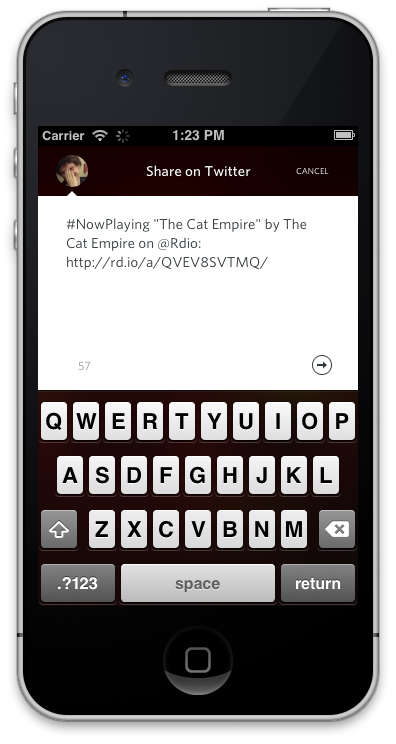 Carrier 1:23 PM
Share on Twitter CANCEL
#NowPlaying "The Cat Empire" by The
Cat Empire on @Rdio:
http://rd.io/a/QVEV8SVTMQ/
57
Q W E R T Y U I O P
A S D F G H J K L
Z X C V B N M
.?123 space return